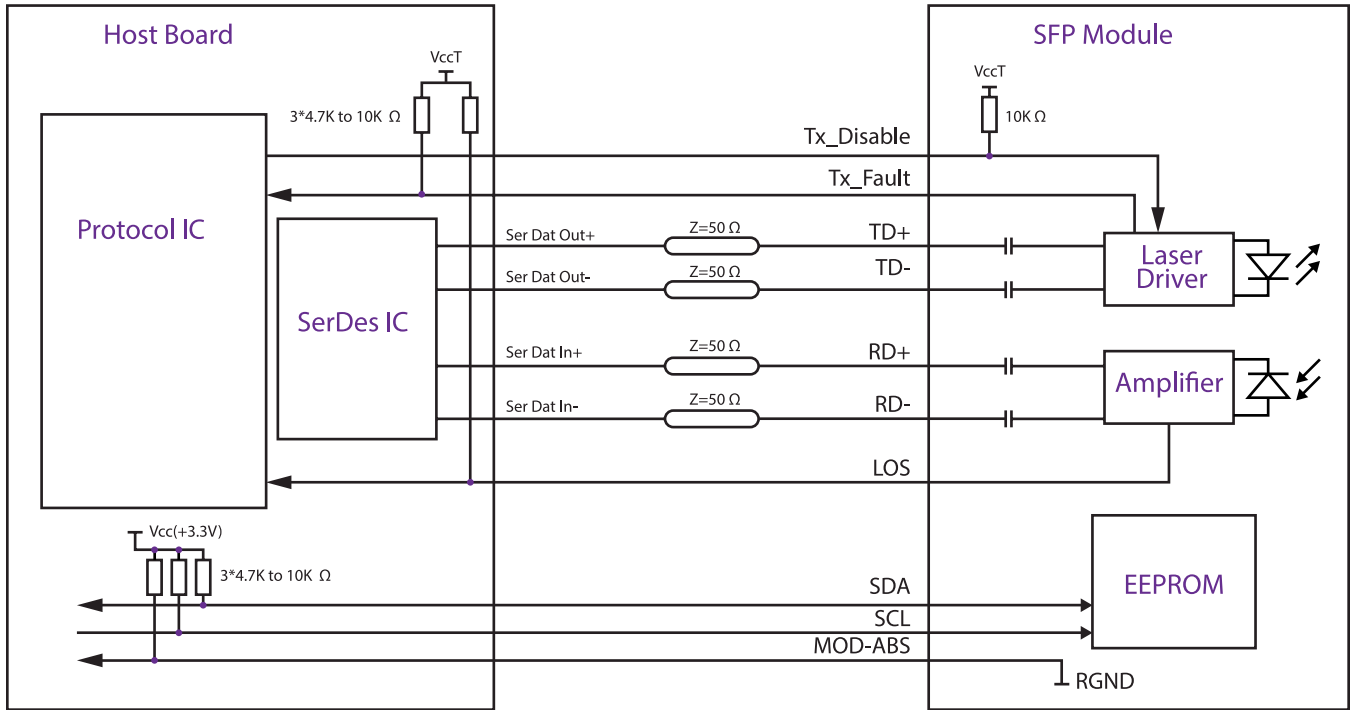 Host Board
SFP Module
VccT
VccT
3*4.7K to 10K Ω
10K Ω
Tx_Disable
Tx_Fault
Protocol IC
Ser Dat Out+
Z=50 Ω
TD+
Laser
Driver
Ser Dat Out-
Z=50 Ω
TD-
SerDes IC
Ser Dat In+
Z=50 Ω
RD+
Amplifier
Ser Dat In-
Z=50 Ω
RD-
LOS
Vcc(+3.3V)
3*4.7K to 10K Ω
SDA
EEPROM
SCL
MOD-ABS
RGND